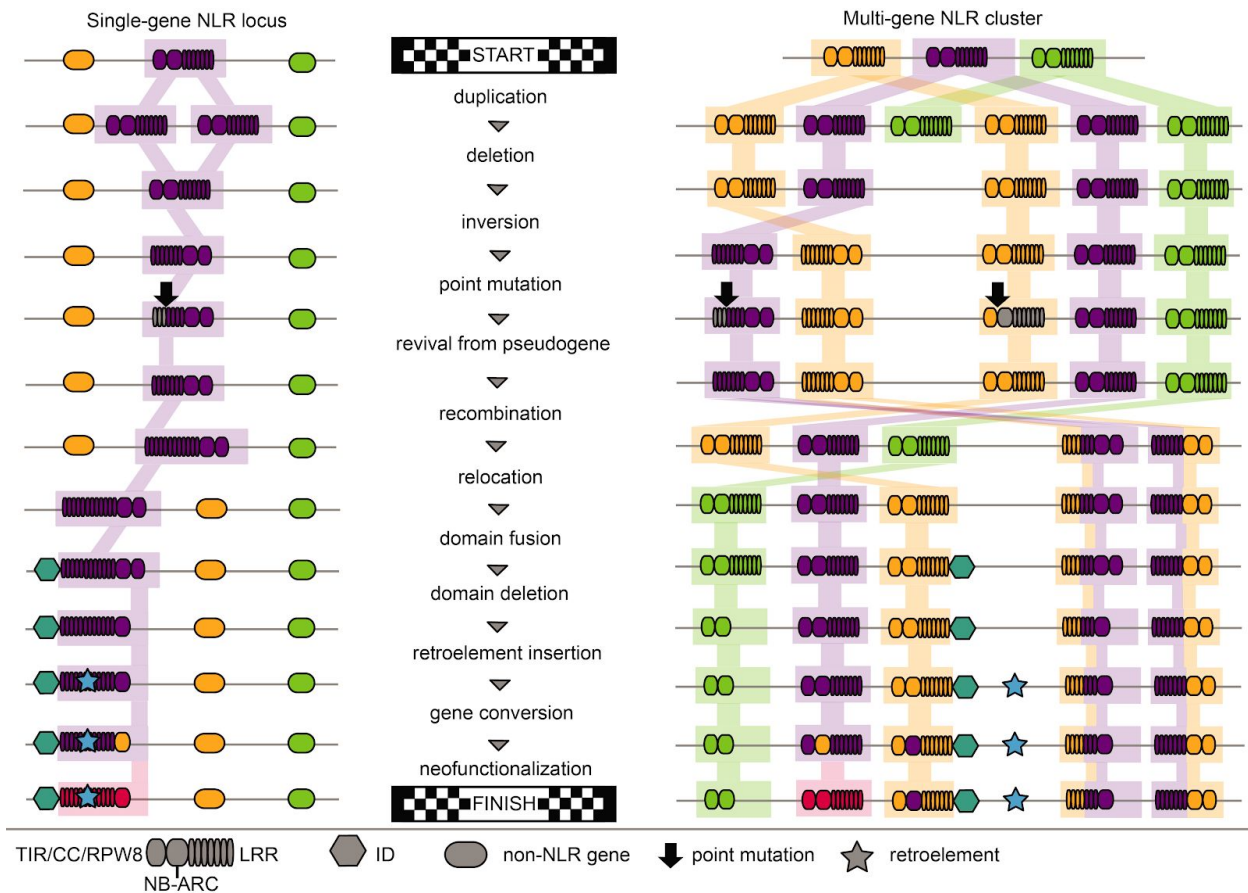 Single-gene NLR locus
Multi-gene NLR cluster
START
duplication
deletion
inversion
point mutation
revival from pseudogene
recombination
relocation
domain fusion
domain deletion
retroelement insertion
gene conversion
neofunctionalization
FINISH
TIR/CC/RPW8 LRR ID non-NLR gene point mutation retroelement
NB-ARC